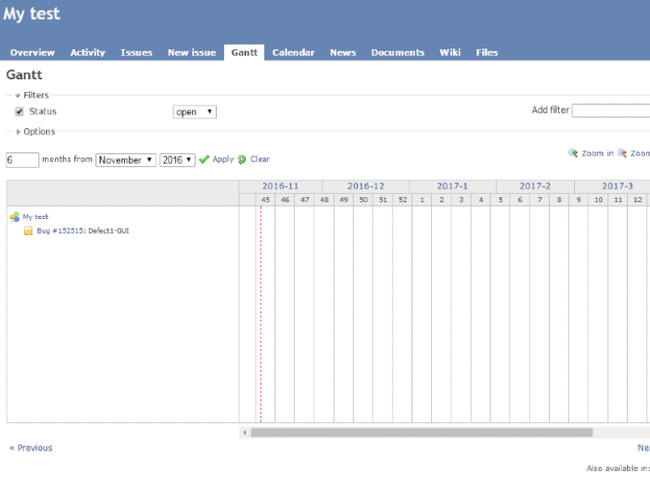 My test
Overview Activity Issues New issue Gantt Calendar News Documents Wiki Files
Gantt
Filters
Status open Add filter
Options
6 months from November 2016 Apply Clear
Zoom in Zoom
2016-11 2016-12 2017-1 2017-2 2017-3
45 46 47 48 49 50 51 52 1 2 3 4 5 6 7 8 9 10 11 12
My test
Bug #152515: Defect1-GUI
« Previous
Also available in